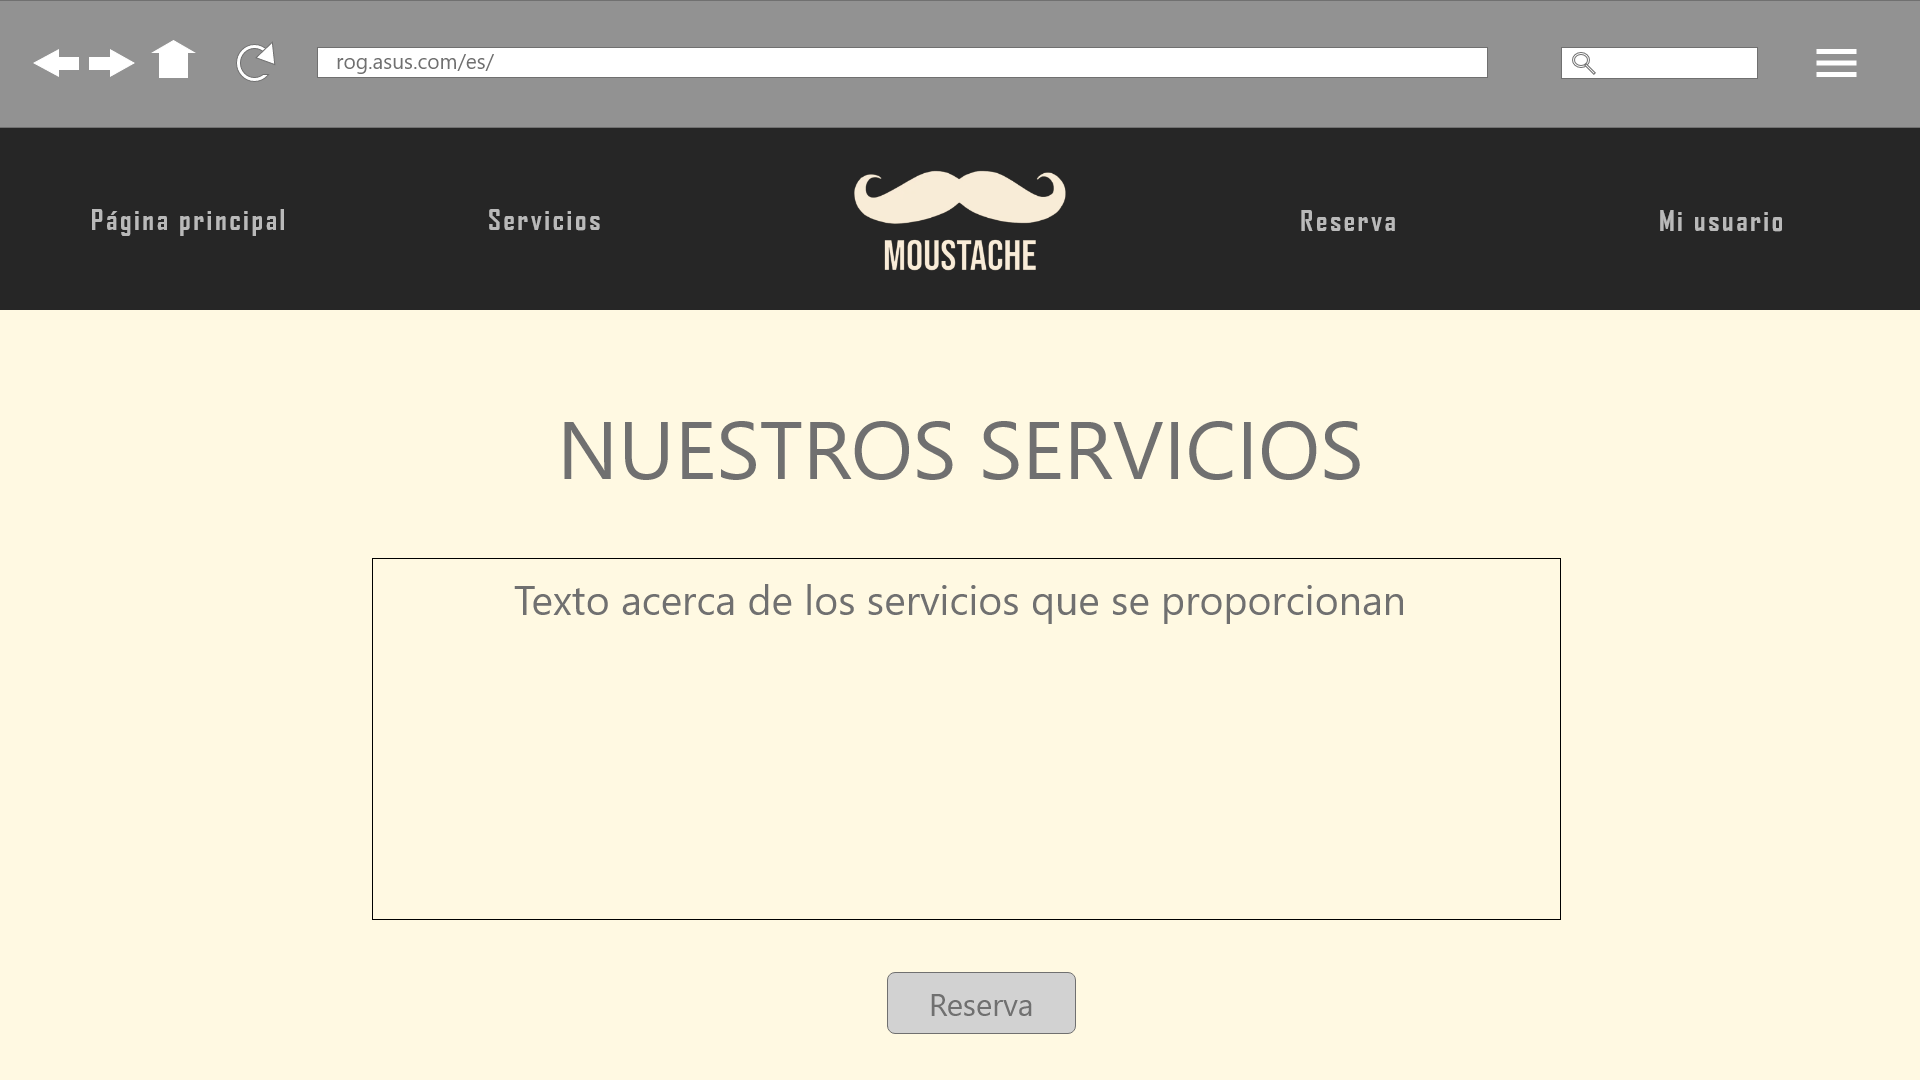 rog.asus.com/es/
Página principal
Servicios
MOUSTACHE
Reserva
Mi usuario
NUESTROS SERVICIOS
Texto acerca de los servicios que se proporcionan
Reserva